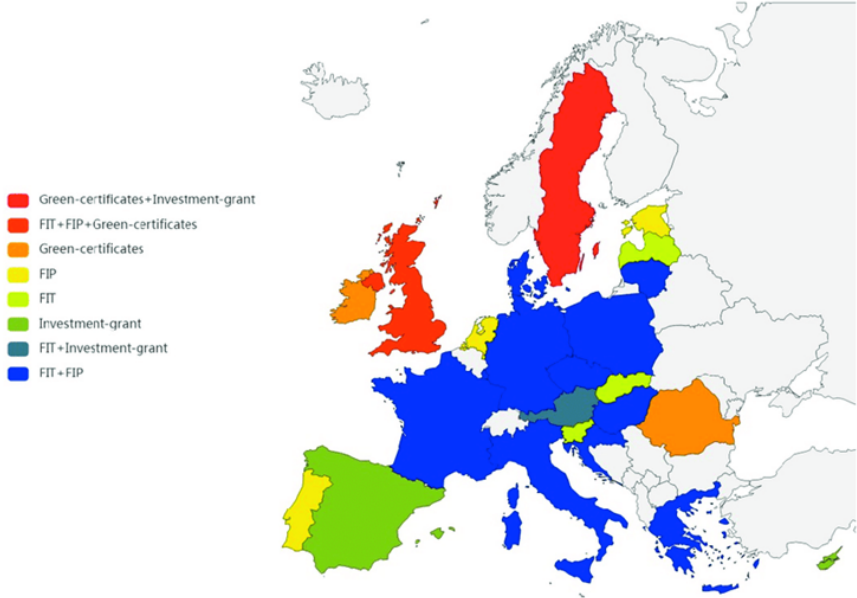 Green-certificates+Investment-grant
FIT+FIP+Green-certificates
Green-certificates
FIP
FIT
Investment-grant
FIT+Investment-grant
FIT+FIP